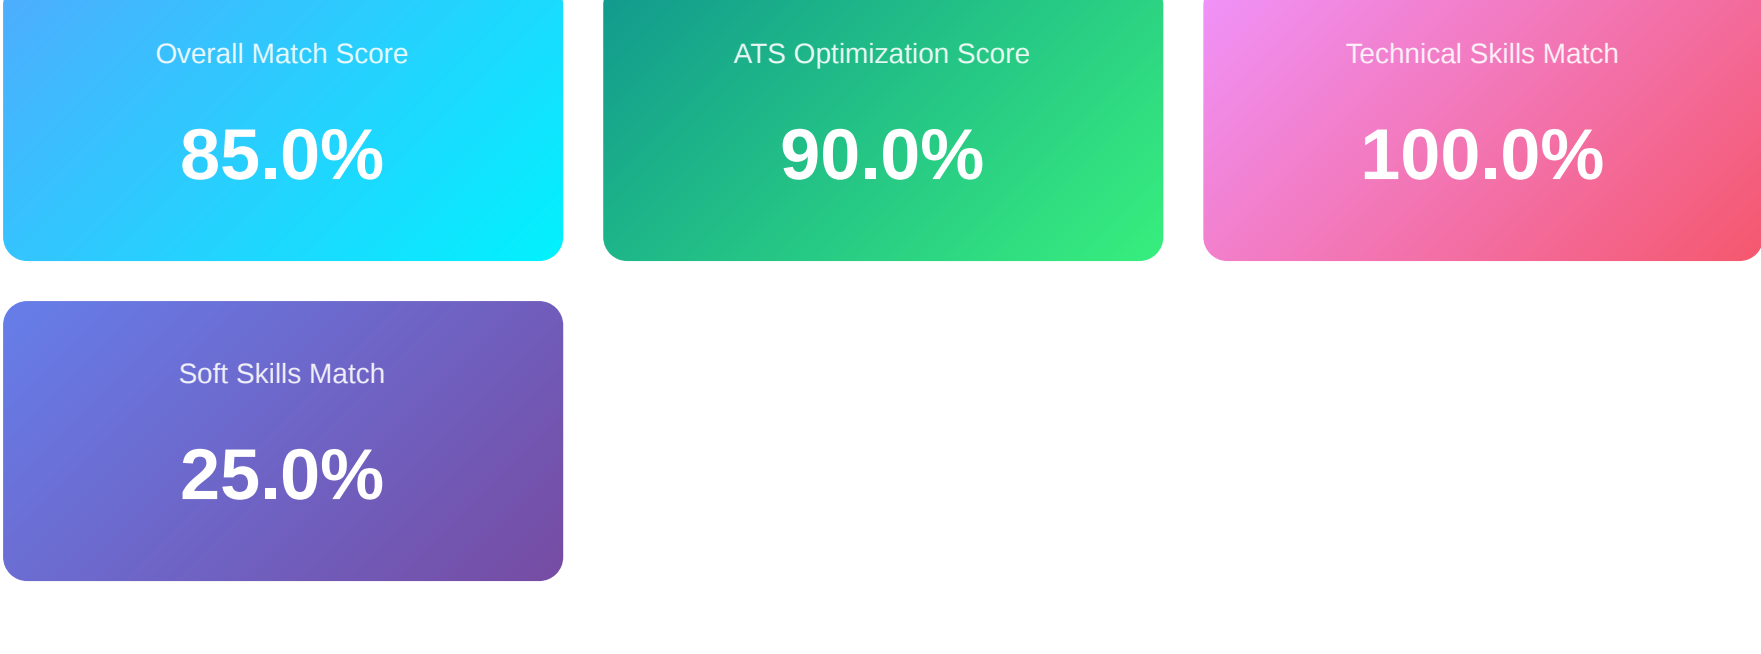 Overall Match Score
85.0%
ATS Optimization Score
90.0%
Technical Skills Match
100.0%
Soft Skills Match
25.0%